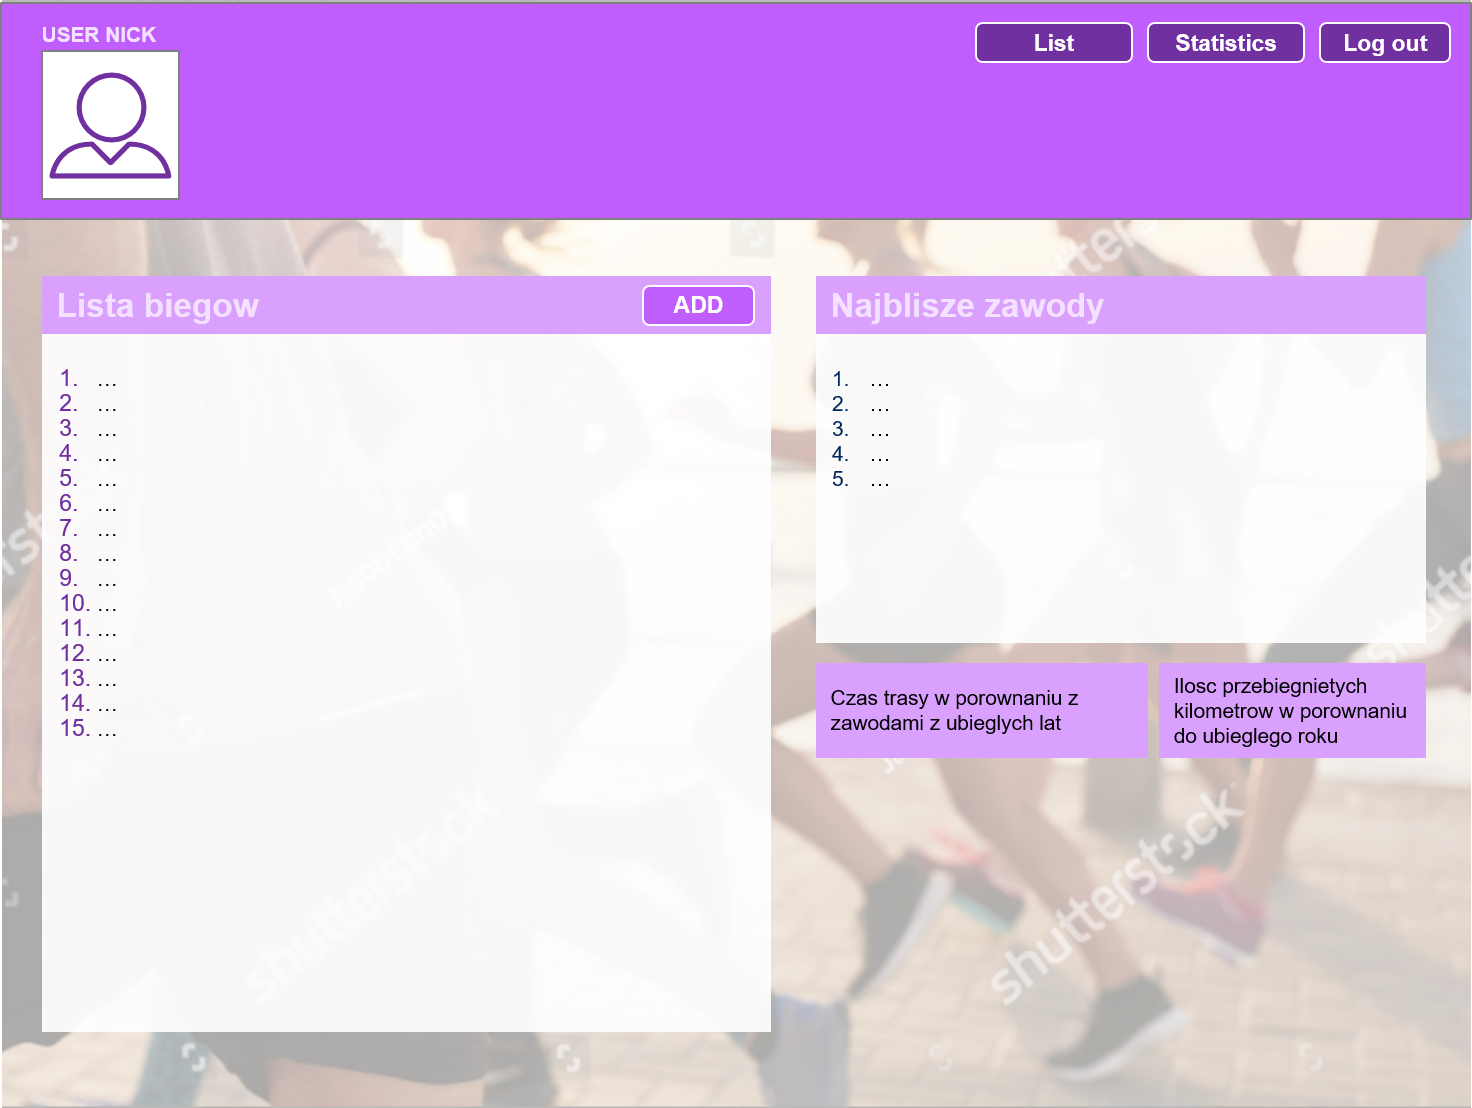 USER NICK
List
Statistics
Log out
Lista biegow
ADD
1. ...
2. ...
3. ...
4. ...
5. ...
6. ...
7. ...
8. ...
9. ...
10. ...
11. ...
12. ...
13. ...
14. ...
15. ...
Najblisze zawody
1. ...
2. ...
3. ...
4. ...
5. ...
Czas trasy w porownaniu z
zawodami z ubieglych lat
Ilosc przebiegnietych
kilometrow w porownaniu
do ubieglego roku
Jacob Lund
shutterstock
shutterstock